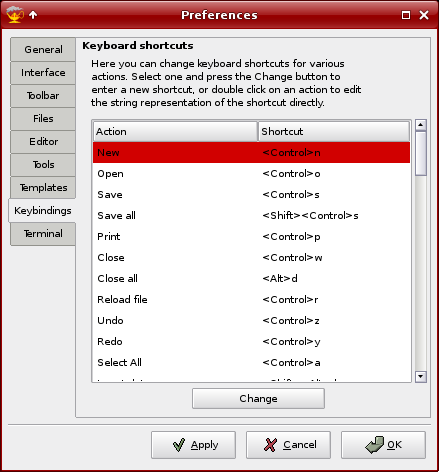 Preferences
General
Interface
Toolbar
Files
Editor
Tools
Templates
Keybindings
Terminal
Keyboard shortcuts
Here you can change keyboard shortcuts for various
actions. Select one and press the Change button to
enter a new shortcut, or double click on an action to edit
the string representation of the shortcut directly.
Action Shortcut
New <Control>n
Open <Control>o
Save <Control>s
Save all <Shift><Control>s
Print <Control>p
Close <Control>w
Close all <Alt>d
Reload file <Control>r
Undo <Control>z
Redo <Control>y
Select All <Control>a
Change
Apply Cancel OK